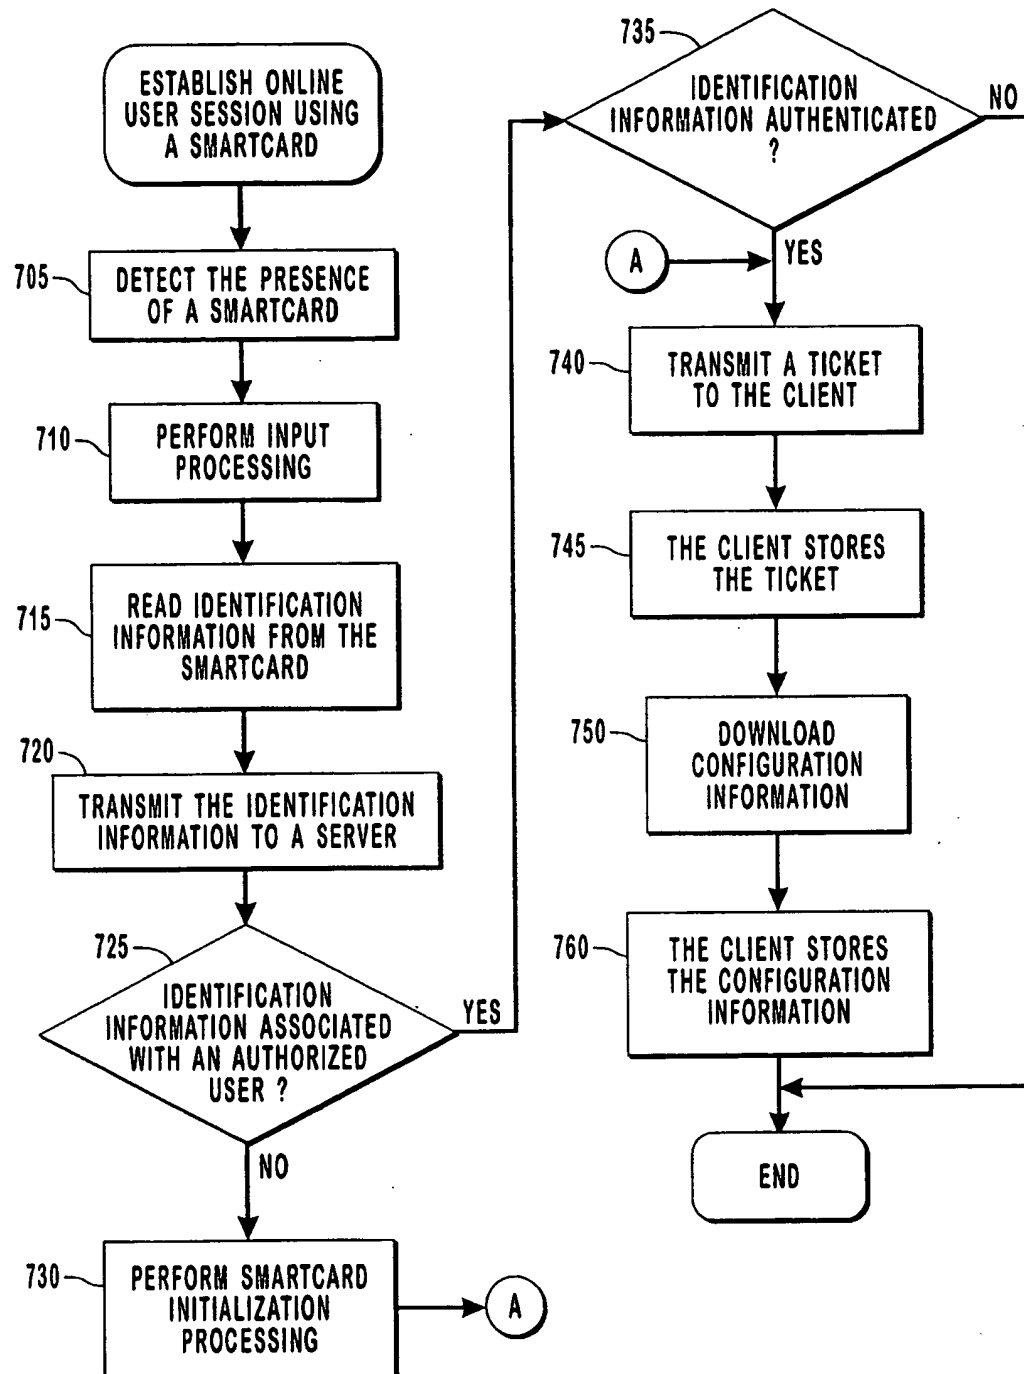 ESTABLISH ONLINE
USER SESSION USING
A SMARTCARD
705
DETECT THE PRESENCE
OF A SMARTCARD
710
PERFORM INPUT
PROCESSING
715
READ IDENTIFICATION
INFORMATION FROM THE
SMARTCARD
720
TRANSMIT THE IDENTIFICATION
INFORMATION TO A SERVER
725
IDENTIFICATION
INFORMATION ASSOCIATED
WITH AN AUTHORIZED
USER ?
YES
NO
730
PERFORM SMARTCARD
INITIALIZATION
PROCESSING
A
735
IDENTIFICATION
INFORMATION AUTHENTICATED
?
NO
YES
A
740
TRANSMIT A TICKET
TO THE CLIENT
745
THE CLIENT STORES
THE TICKET
750
DOWNLOAD
CONFIGURATION
INFORMATION
760
THE CLIENT STORES
THE CONFIGURATION
INFORMATION
END